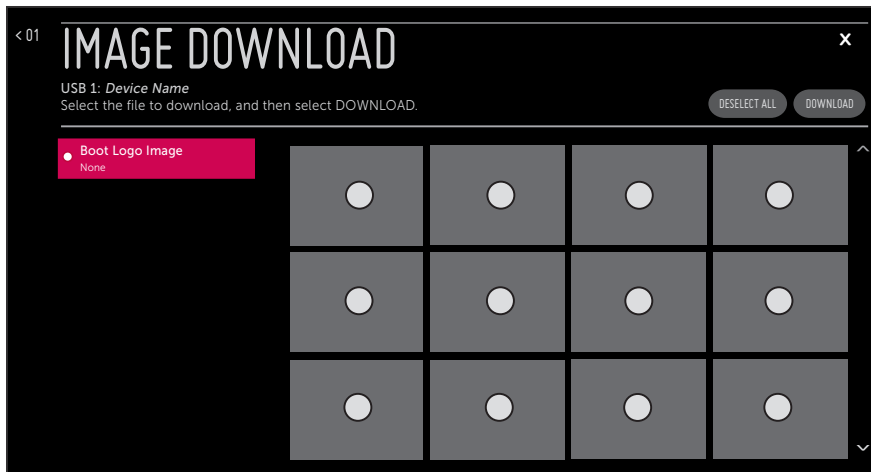 < 01
IMAGE DOWNLOAD
X
USB 1: Device Name
Select the file to download, and then select DOWNLOAD.
DESELECT ALL
DOWNLOAD
Boot Logo Image
None